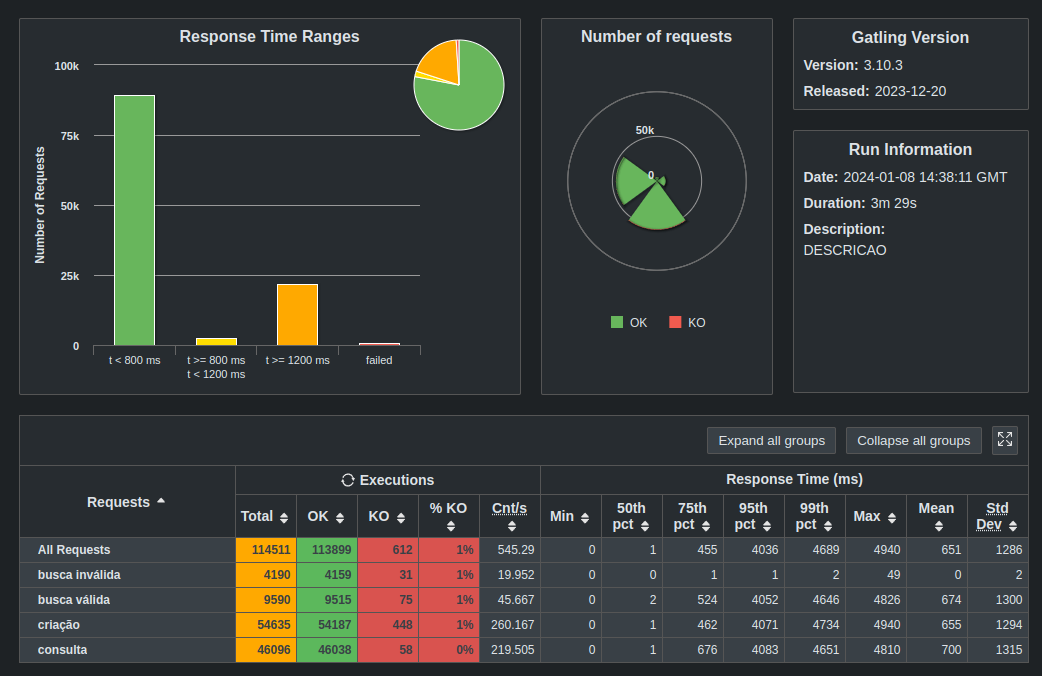 Response Time Ranges
100k
75k
50k
25k
0
Number of Requests
t < 800 ms
t >= 800 ms
t < 1200 ms
t >= 1200 ms
failed
Number of requests
50k
0
OK
KO
Gatling Version
Version: 3.10.3
Released: 2023-12-20
Run Information
Date: 2024-01-08 14:38:11 GMT
Duration: 3m 29s
Description:
DESCRICAO
Expand all groups
Collapse all groups
Requests
Executions
Response Time (ms)
Total OK KO % KO Cnt/s Min 50th pct 75th pct 95th pct 99th pct Max Mean Std Dev
All Requests 114511 113899 612 1% 545.29 0 1 455 4036 4689 4940 651 1286
busca inválida 4190 4159 31 1% 19.952 0 0 1 1 2 49 0 2
busca válida 9590 9515 75 1% 45.667 0 2 524 4052 4646 4826 674 1300
criação 54635 54187 448 1% 260.167 0 1 462 4071 4734 4940 655 1294
consulta 46096 46038 58 0% 219.505 0 1 676 4083 4651 4810 700 1315